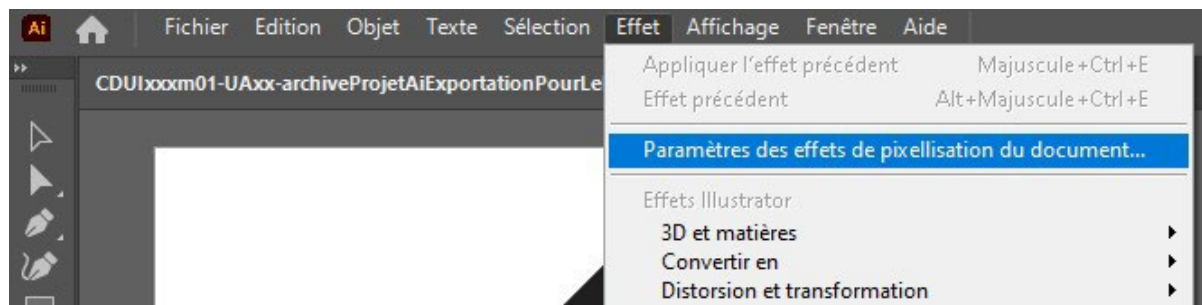 Ai Fichier Edition Objet Texte Sélection Effet Affichage Fenêtre Aide
CDUIxxxm01-UAxx-archiveProjetAiExportationPourLe
Appliquer l'effet précédent Majuscule+Ctrl+E
Effet précédent Alt+Majuscule+Ctrl+E
Paramètres des effets de pixellisation du document...
Effets Illustrator
3D et matières
Convertir en
Distorsion et transformation